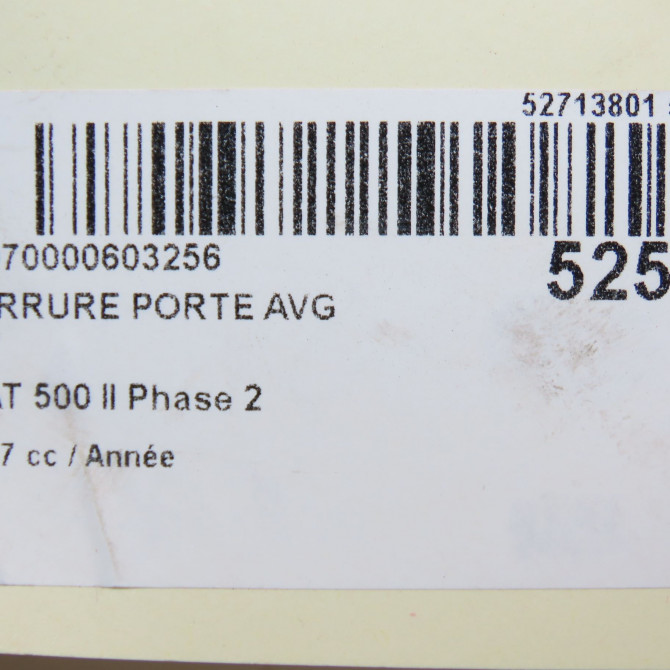 52713801
70000603256
525
RRURE PORTE AVG
AT 500 II Phase 2
7 cc / Année